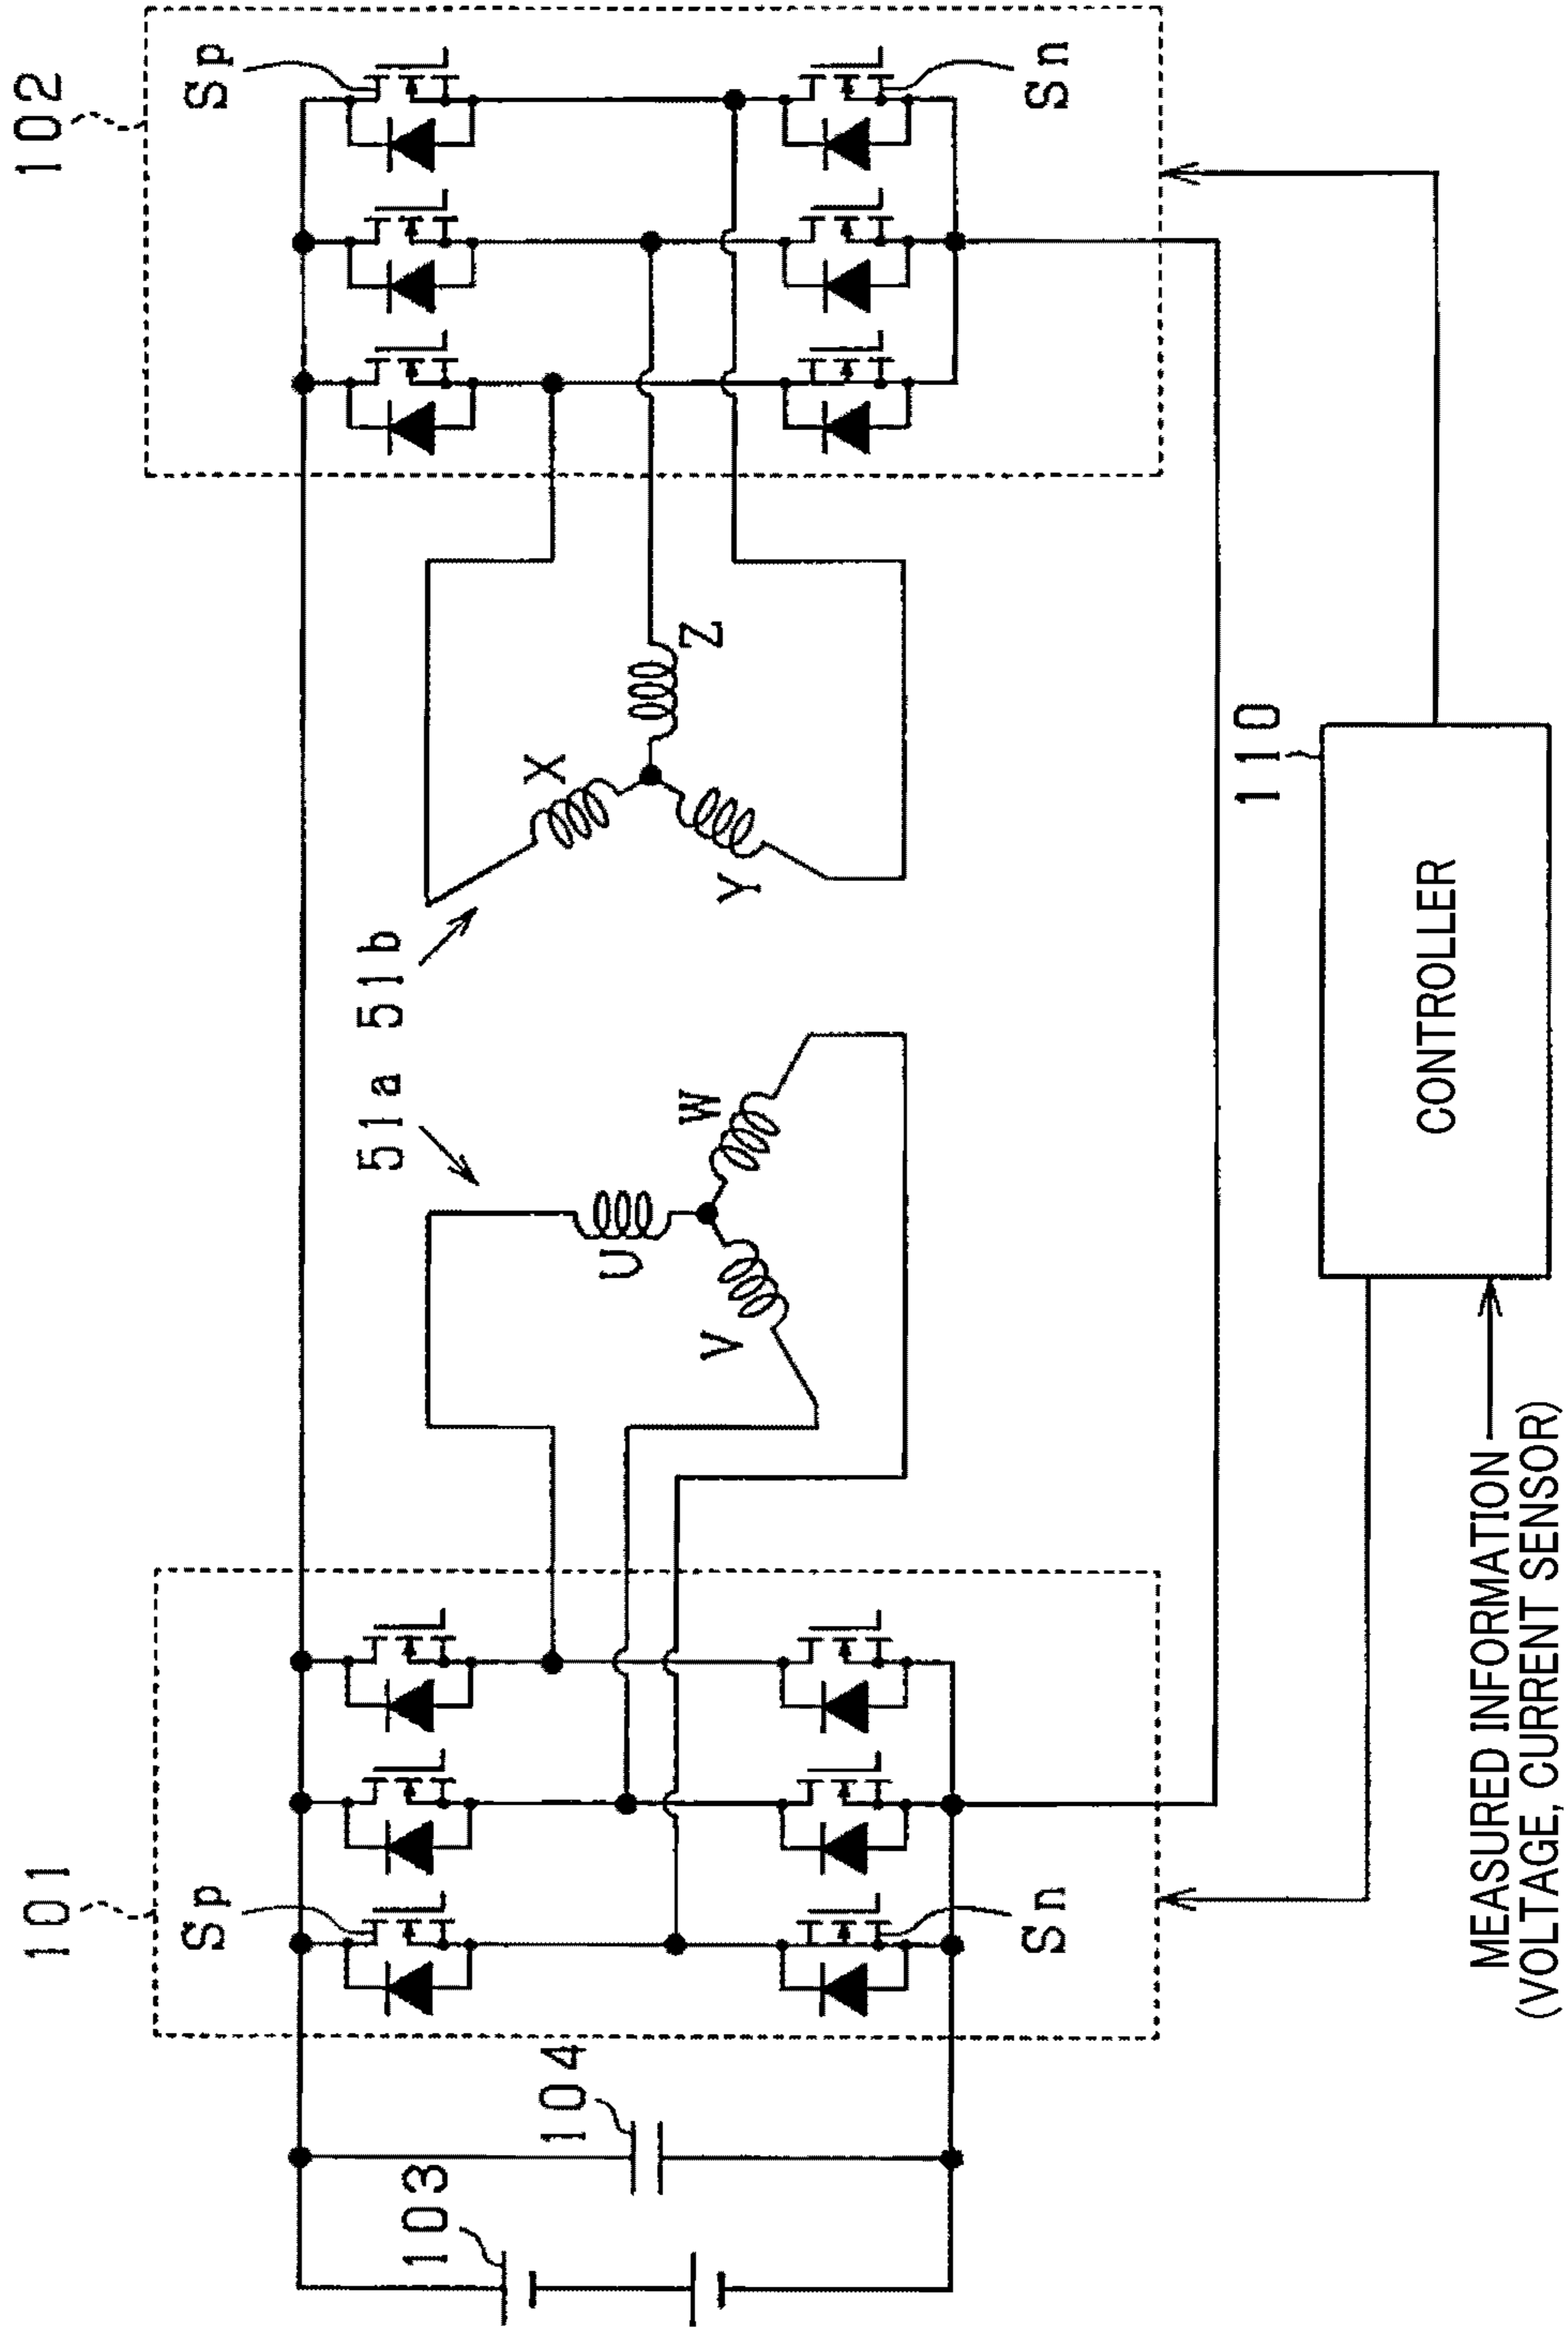 101
102
Sp
Sp
103
104
51a
51b
U
V
W
X
Y
Z
Sn
Sn
110
CONTROLLER
MEASURED INFORMATION
(VOLTAGE, CURRENT SENSOR)